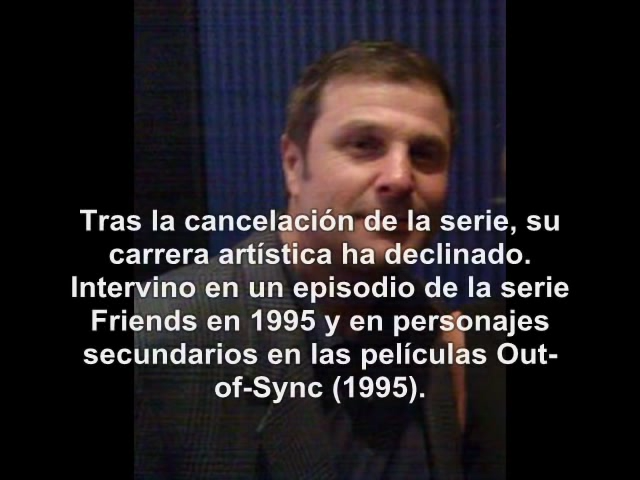 Tras la cancelación de la serie, su
carrera artística ha declinado.
Intervino en un episodio de la serie
Friends en 1995 y en personajes
secundarios en las películas Out-
of-Sync (1995).